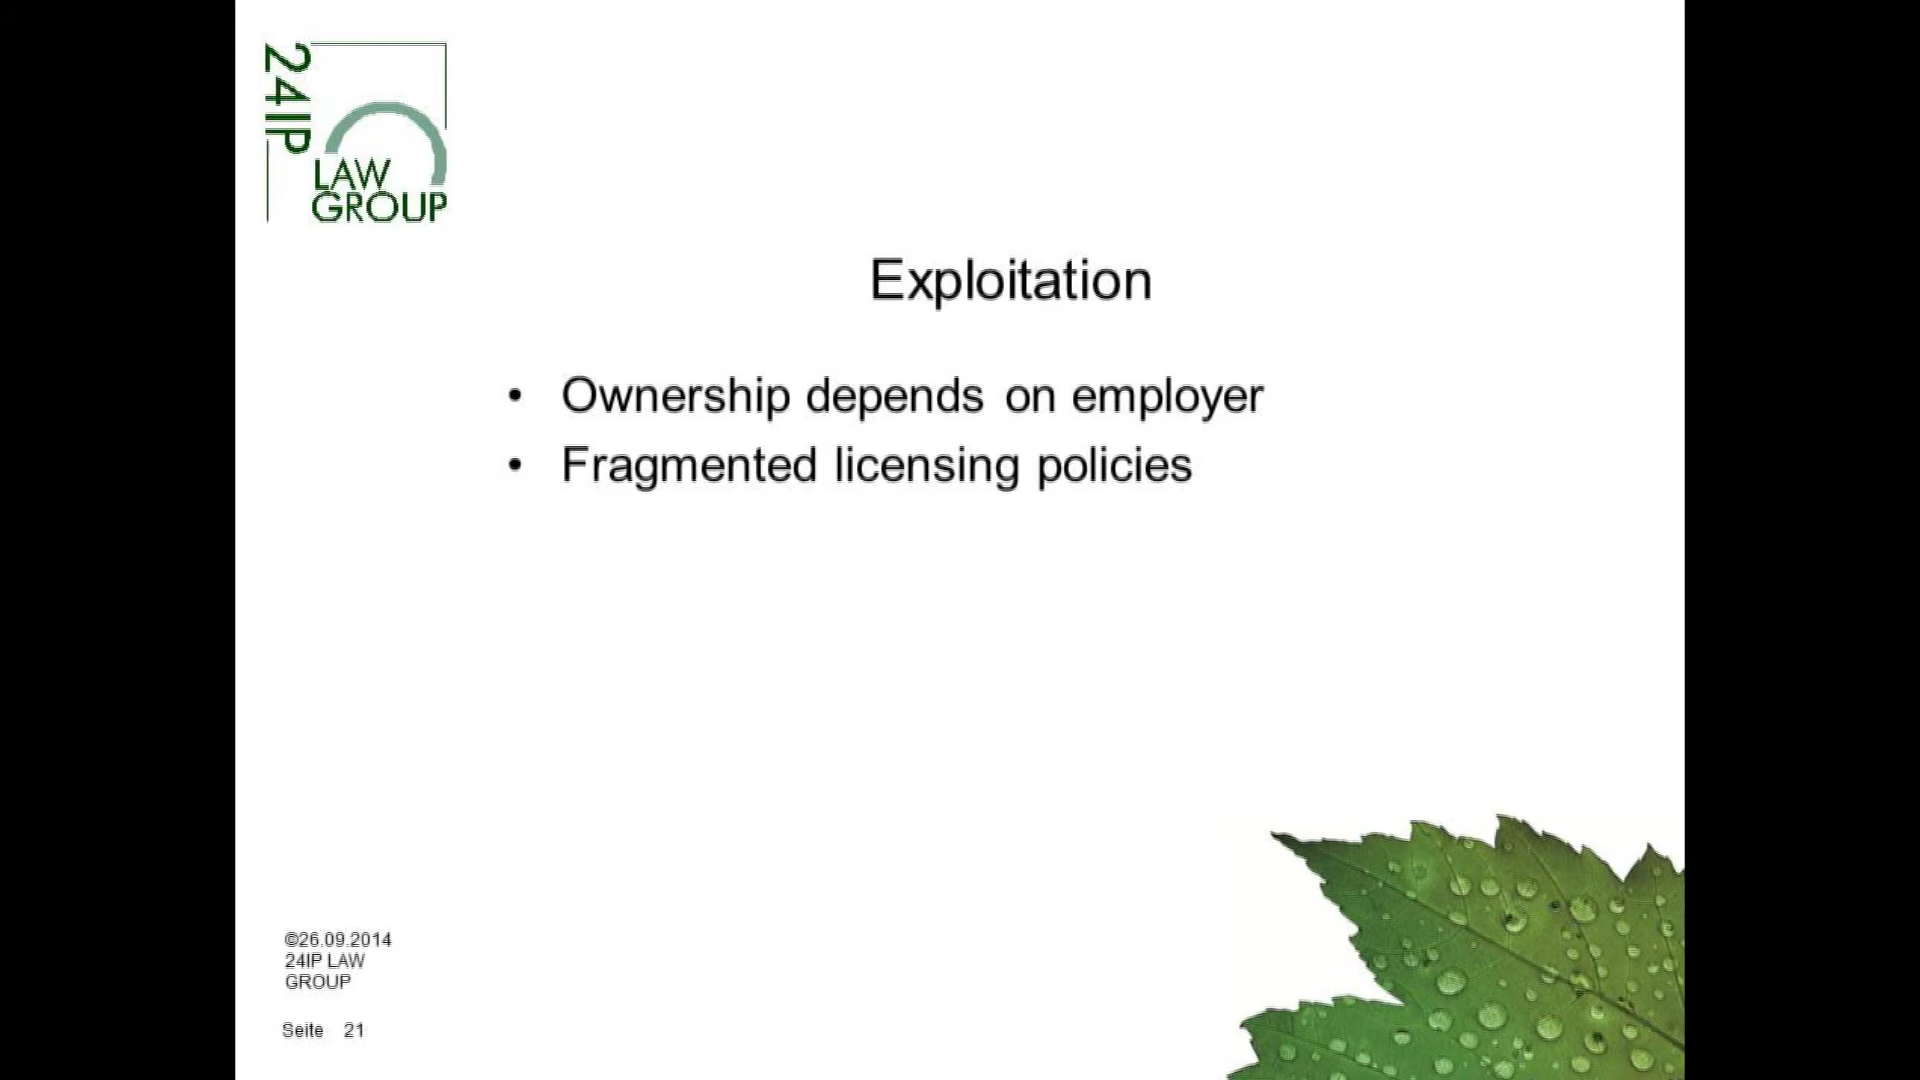 24IP
LAW
GROUP
Exploitation
• Ownership depends on employer
• Fragmented licensing policies
©26.09.2014
24IP LAW
GROUP
Seite 21